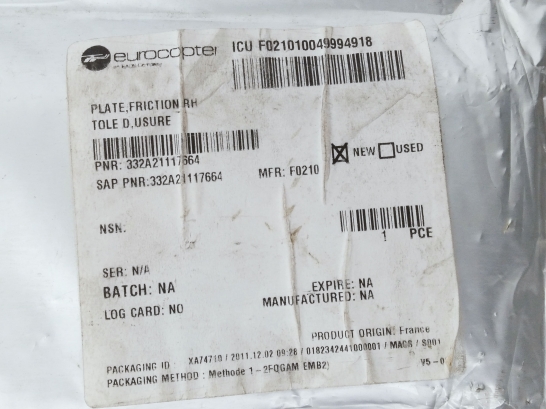 eurocopter
ICU F021010049994918
PLATE,FRICTION RH
TOLE D,USURE
PNR: 332A21117664
SAP PNR:332A21117664
MFR: F0210
NEW USED
NSN.
1 PCE
SER: N/A
BATCH: NA
EXPIRE: NA
LOG CARD: NO
MANUFACTURED: NA
PRODUCT ORIGIN: France
PACKAGING ID : XA74710 / 2011.12.02 09:28 / 0182342441000001 / MAGS / S001
PACKAGING METHOD : Methode 1 - 2FQGAM EMB2)
V5-0